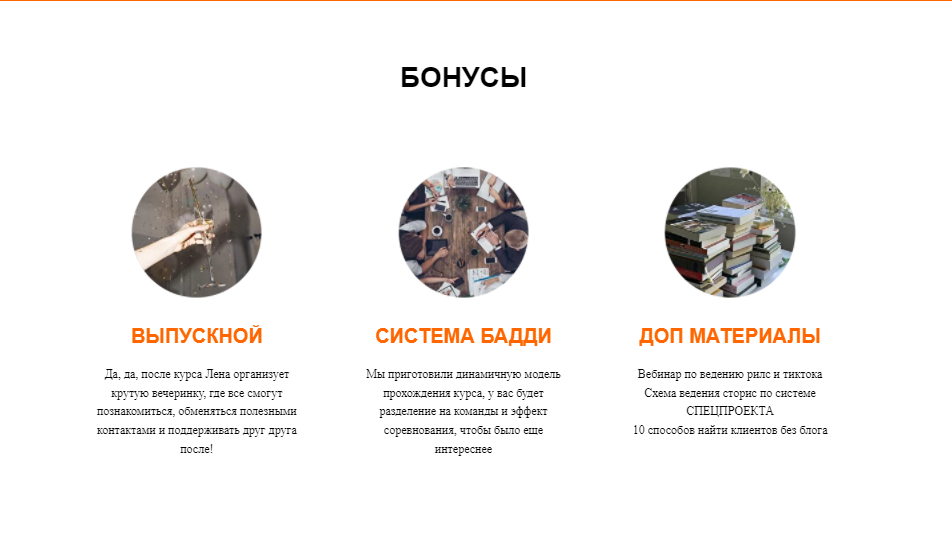 БОНУСЫ
ВЫПУСКНОЙ
Да, да, после курса Лена организует
крутую вечеринку, где все смогут
познакомиться, обменяться полезными
контактами и поддерживать друг друга
после!
СИСТЕМА БАДДИ
Мы приготовили динамичную модель
прохождения курса, у вас будет
разделение на команды и эффект
соревнования, чтобы было еще
интереснее
ДОП МАТЕРИАЛЫ
Вебинар по ведению рилс и тиктока
Схема ведения сторис по системе
СПЕЦПРОЕКТА
10 способов найти клиентов без блога